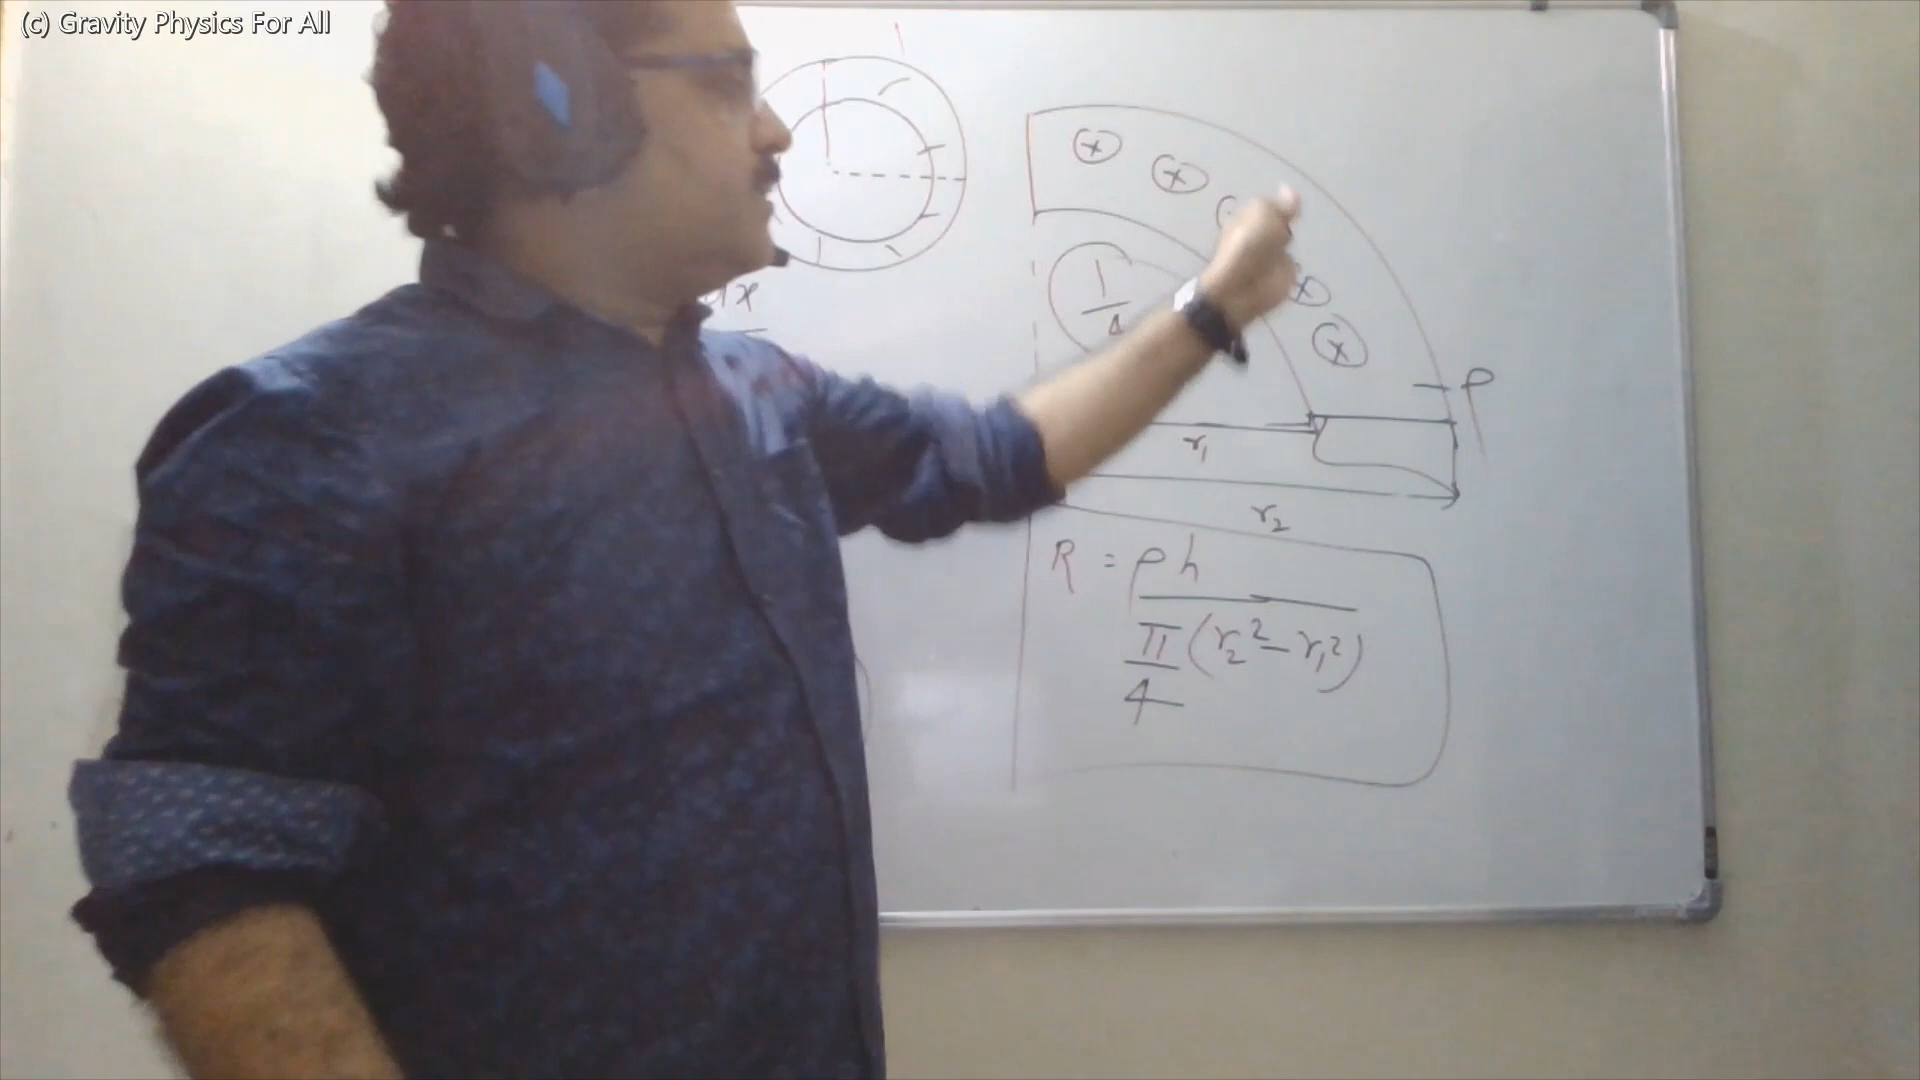 (c) Gravity Physics For All
x
1
4
ρ
r₁
r₂
R = ρh
π/4 (r₂² - r₁²)